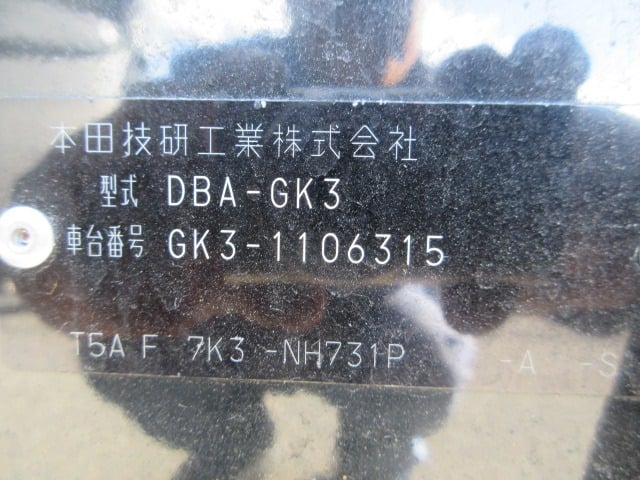 本田技研工業株式会社
型式 DBA-GK3
車台番号 GK3-1106315
T5A F 7K3 -NH731P -A -S